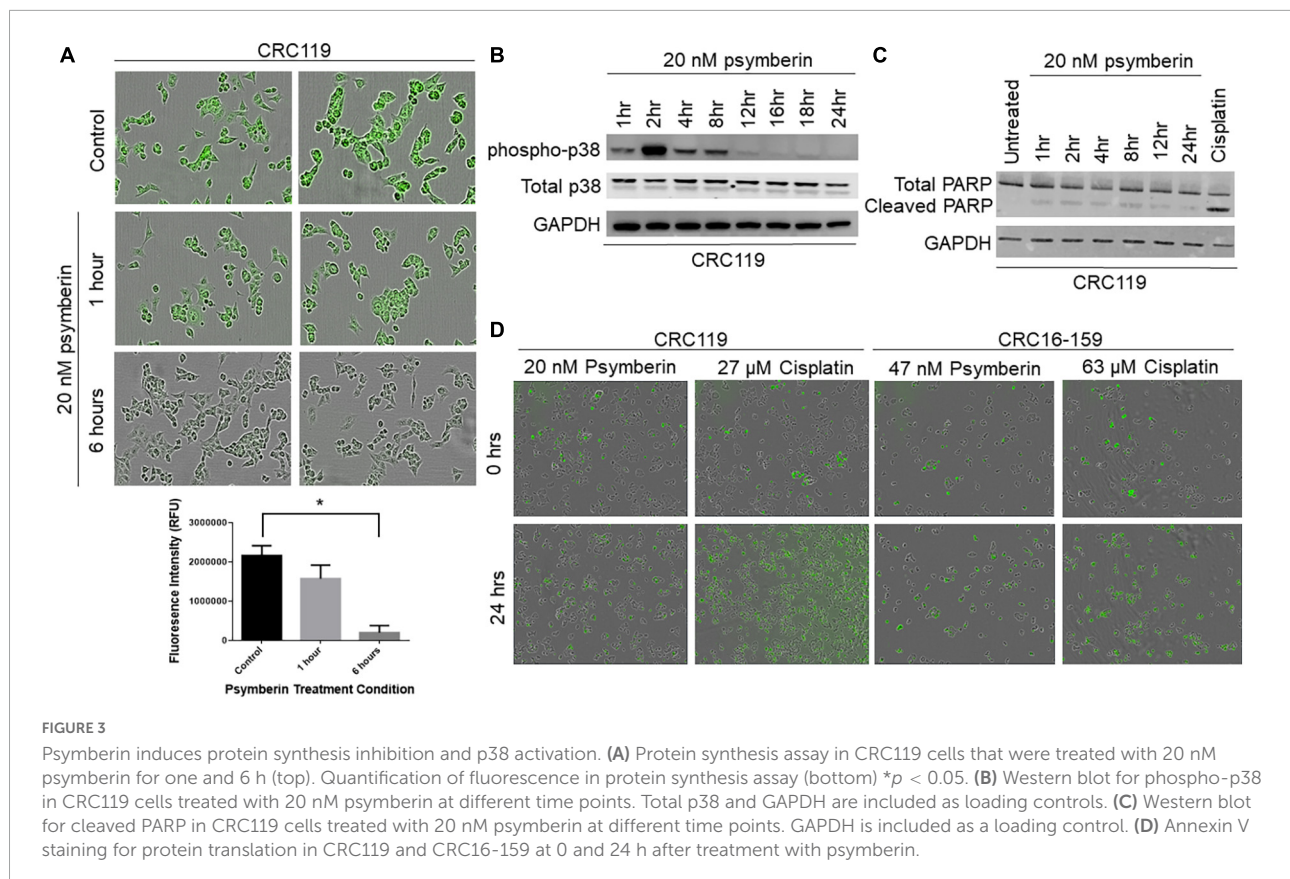 A
CRC119
Control
20 nM psymberin
1 hour
6 hours
*
Fluorescence Intensity (RFU)
3000000
2000000
1000000
0
Control
1 hour
6 hours
Psymberin Treatment Condition
B
20 nM psymberin
1hr
2hr
4hr
8hr
12hr
16hr
18hr
24hr
phospho-p38
Total p38
GAPDH
CRC119
C
20 nM psymberin
Untreated
1hr
2hr
4hr
8hr
12hr
24hr
Cisplatin
Total PARP
Cleaved PARP
GAPDH
CRC119
D
CRC119 CRC16-159
20 nM Psymberin 27 µM Cisplatin 47 nM Psymberin 63 µM Cisplatin
0 hrs
24 hrs
FIGURE 3
Psymberin induces protein synthesis inhibition and p38 activation. (A) Protein synthesis assay in CRC119 cells that were treated with 20 nM
psymberin for one and 6 h (top). Quantification of fluorescence in protein synthesis assay (bottom) *p < 0.05. (B) Western blot for phospho-p38
in CRC119 cells treated with 20 nM psymberin at different time points. Total p38 and GAPDH are included as loading controls. (C) Western blot
for cleaved PARP in CRC119 cells treated with 20 nM psymberin at different time points. GAPDH is included as a loading control. (D) Annexin V
staining for protein translation in CRC119 and CRC16-159 at 0 and 24 h after treatment with psymberin.